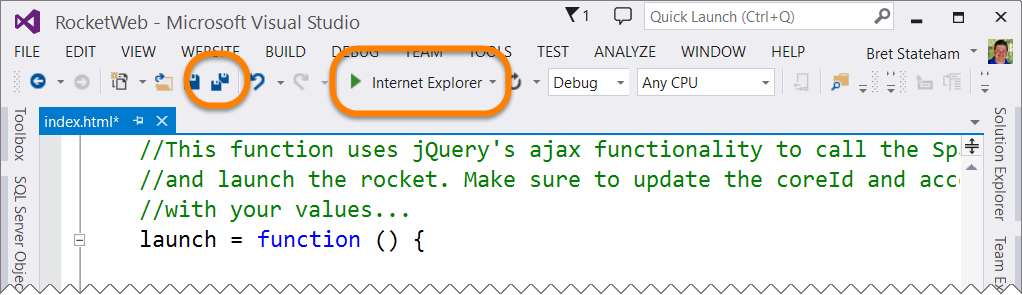 RocketWeb - Microsoft Visual Studio
1
Quick Launch (Ctrl+Q)
FILE EDIT VIEW WEBSITE BUILD DEBUG TEAM TOOLS TEST ANALYZE WINDOW HELP Bret Stateham
Internet Explorer Debug Any CPU
Toolbox
SQL Server Objec
index.html*
//This function uses jQuery's ajax functionality to call the Spa
//and launch the rocket. Make sure to update the coreId and acce
//with your values...
launch = function () {
Solution Explorer
Team Ex